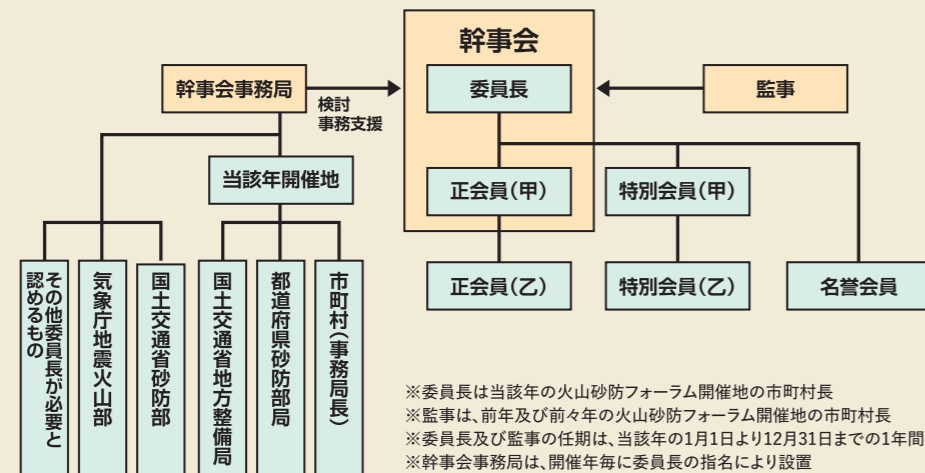 幹事会
幹事会事務局
検討
事務支援
委員長
監事
当該年開催地
正会員(甲)
特別会員(甲)
正会員(乙)
特別会員(乙)
名誉会員
その他委員長が必要と
認めるもの
気象庁地震火山部
国土交通省砂防部
国土交通省地方整備局
都道府県砂防部局
市町村(事務局長)
※委員長は当該年の火山砂防フォーラム開催地の市町村長
※監事は、前年及び前々年の火山砂防フォーラム開催地の市町村長
※委員長及び監事の任期は、当該年の1月1日より12月31日までの1年間
※幹事会事務局は、開催年毎に委員長の指名により設置